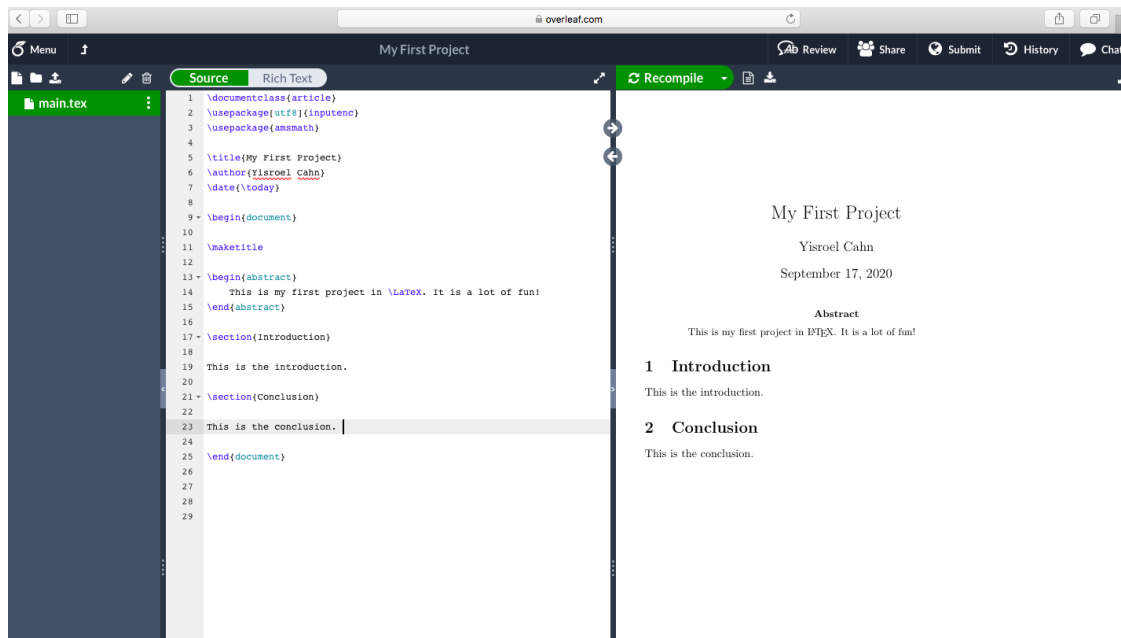 overleaf.com
Menu
My First Project
Review
Share
Submit
History
Chat
Source
Rich Text
Recompile
main.tex
1 \documentclass{article}
2 \usepackage[utf8]{inputenc}
3 \usepackage{amsmath}
4
5 \title{My First Project}
6 \author{Yisroel Cahn}
7 \date{\today}
8
9 \begin{document}
10
11 \maketitle
12
13 \begin{abstract}
14 This is my first project in \LaTeX. It is a lot of fun!
15 \end{abstract}
16
17 \section{Introduction}
18
19 This is the introduction.
20
21 \section{Conclusion}
22
23 This is the conclusion.
24
25 \end{document}
26
27
28
29
My First Project
Yisroel Cahn
September 17, 2020
Abstract
This is my first project in LATEX. It is a lot of fun!
1 Introduction
This is the introduction.
2 Conclusion
This is the conclusion.